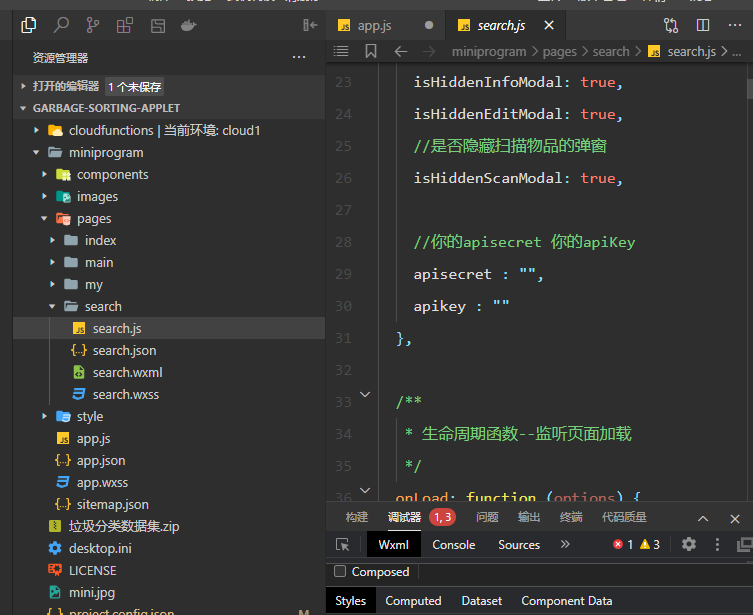 app.js
search.js
资源管理器
打开的编辑器 1 个未保存
GARBAGE-SORTING-APPLET
cloudfunctions | 当前环境: cloud1
miniprogram
components
images
pages
index
main
my
search
search.js
search.json
search.wxml
search.wxss
style
app.js
app.json
app.wxss
sitemap.json
垃圾分类数据集.zip
desktop.ini
LICENSE
mini.jpg
project.config.json M
miniprogram > pages > search > search.js > ...
23 isHiddenInfoModal: true,
24 isHiddenEditModal: true,
25 //是否隐藏扫描物品的弹窗
26 isHiddenScanModal: true,
27
28 //你的apisecret 你的apiKey
29 apisecret : "",
30 apikey : ""
31 },
32
33 /**
34 * 生命周期函数--监听页面加载
35 */
36 onLoad: function (options) {
构建 调试器 1, 3 问题 输出 终端 代码质量
Wxml Console Sources » 1 3
Composed
Styles Computed Dataset Component Data